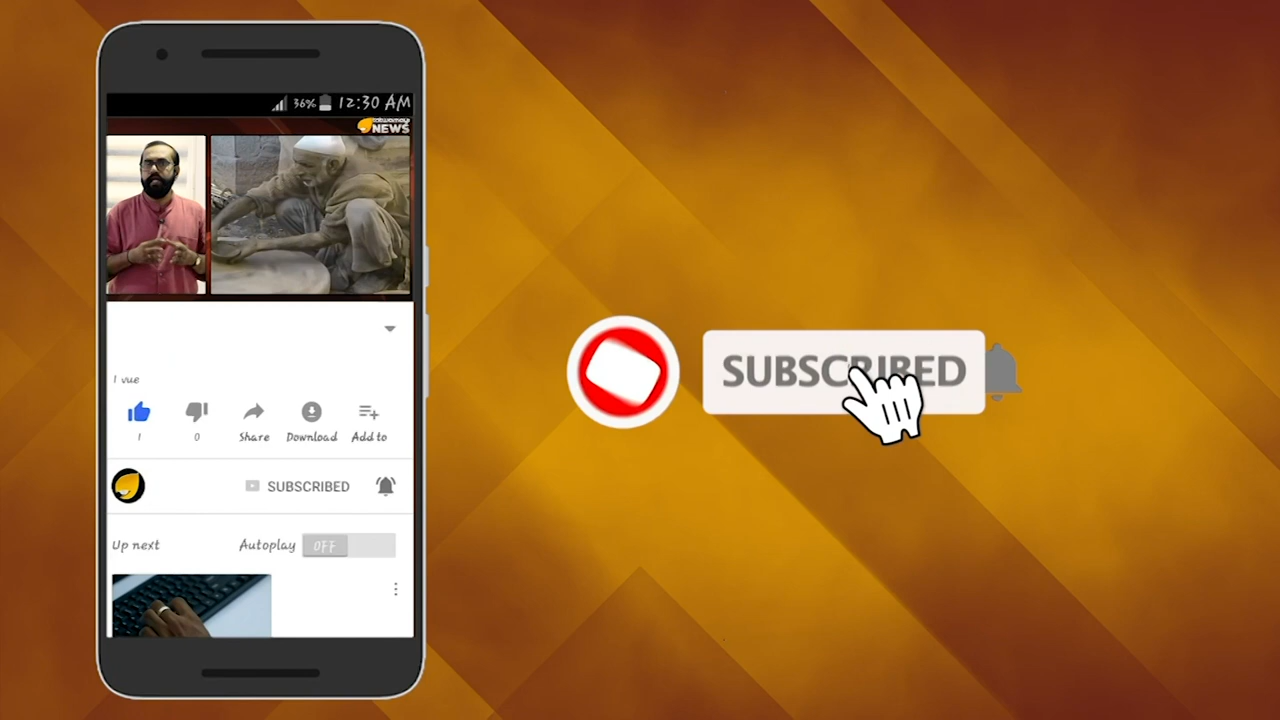 36% 12:30 AM
NEWS
1 vue
1
0
Share
Download
Add to
SUBSCRIBED
Up next
Autoplay
OFF
SUBSCRIBED